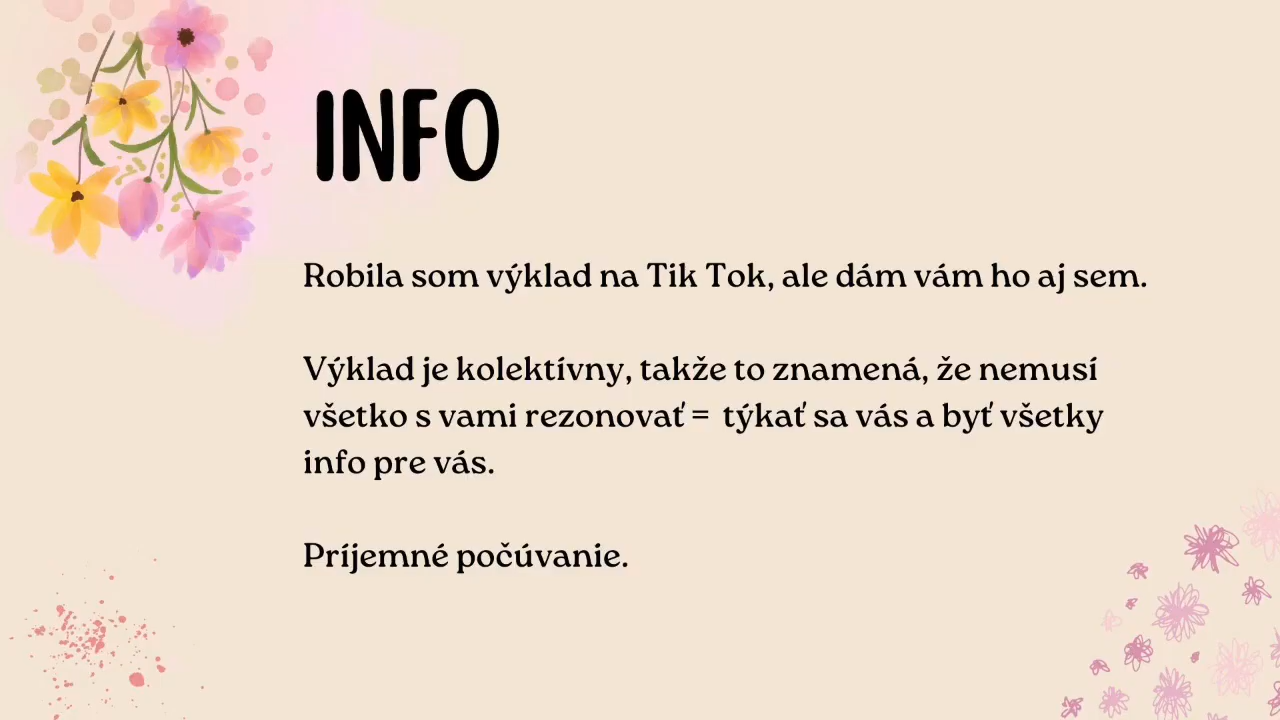 INFO
Robila som výklad na Tik Tok, ale dám vám ho aj sem.
Výklad je kolektívny, takže to znamená, že nemusí
všetko s vami rezonovať = týkať sa vás a byť všetky
info pre vás.
Príjemné počúvanie.